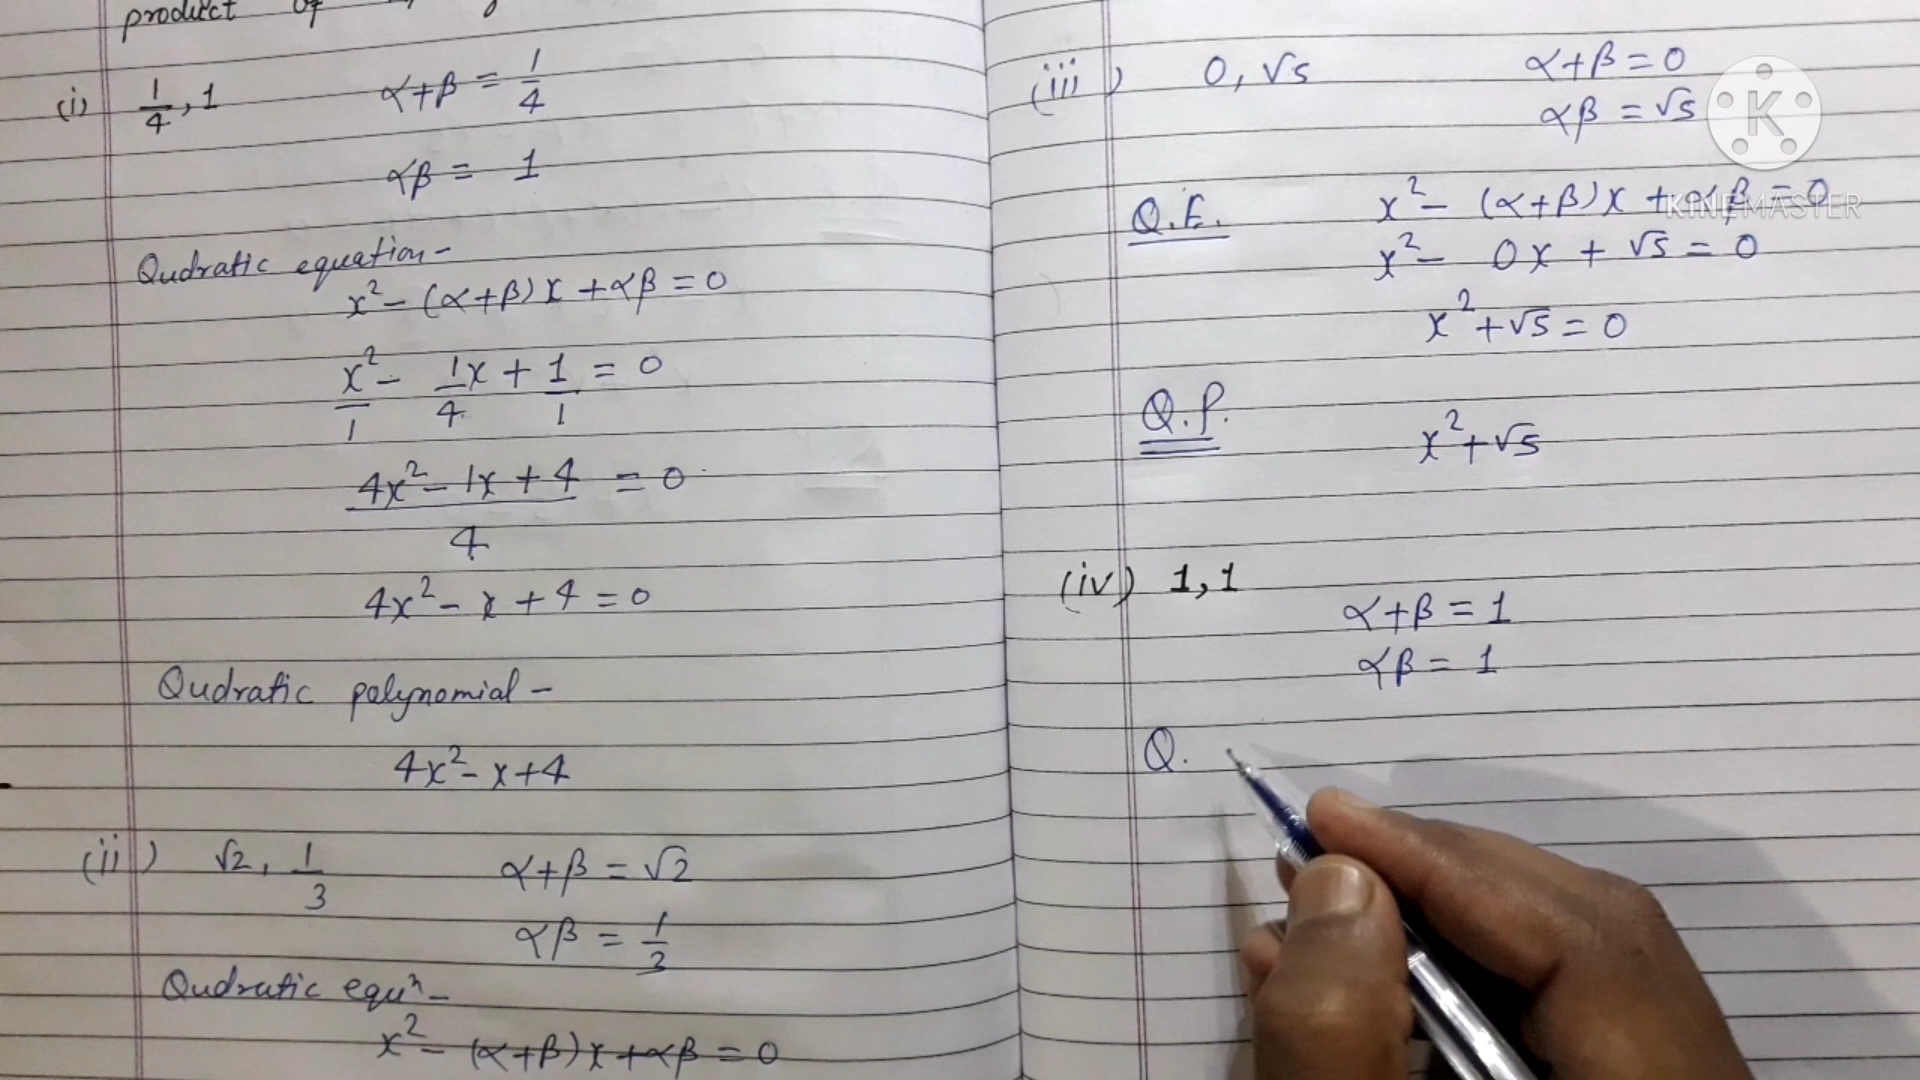 product of
(i) 1/4, 1 α+β = 1/4
αβ = 1
Qudratic equation-
x² - (α+β)x + αβ = 0
x²/1 - 1/4x + 1/1 = 0
4x² - 1x + 4 / 4 = 0
4x² - x + 4 = 0
Qudratic polynomial -
4x² - x + 4
(ii) √2, 1/3 α+β = √2
αβ = 1/3
Qudratic equⁿ-
x² - (α+β)x + αβ = 0
(iii) 0, √5 α+β = 0
αβ = √5
Q.E. x² - (α+β)x + αβ = 0
x² - 0x + √5 = 0
x² + √5 = 0
Q.P. x² + √5
(iv) 1, 1
α+β = 1
αβ = 1
Q.
K
KINEMASTER